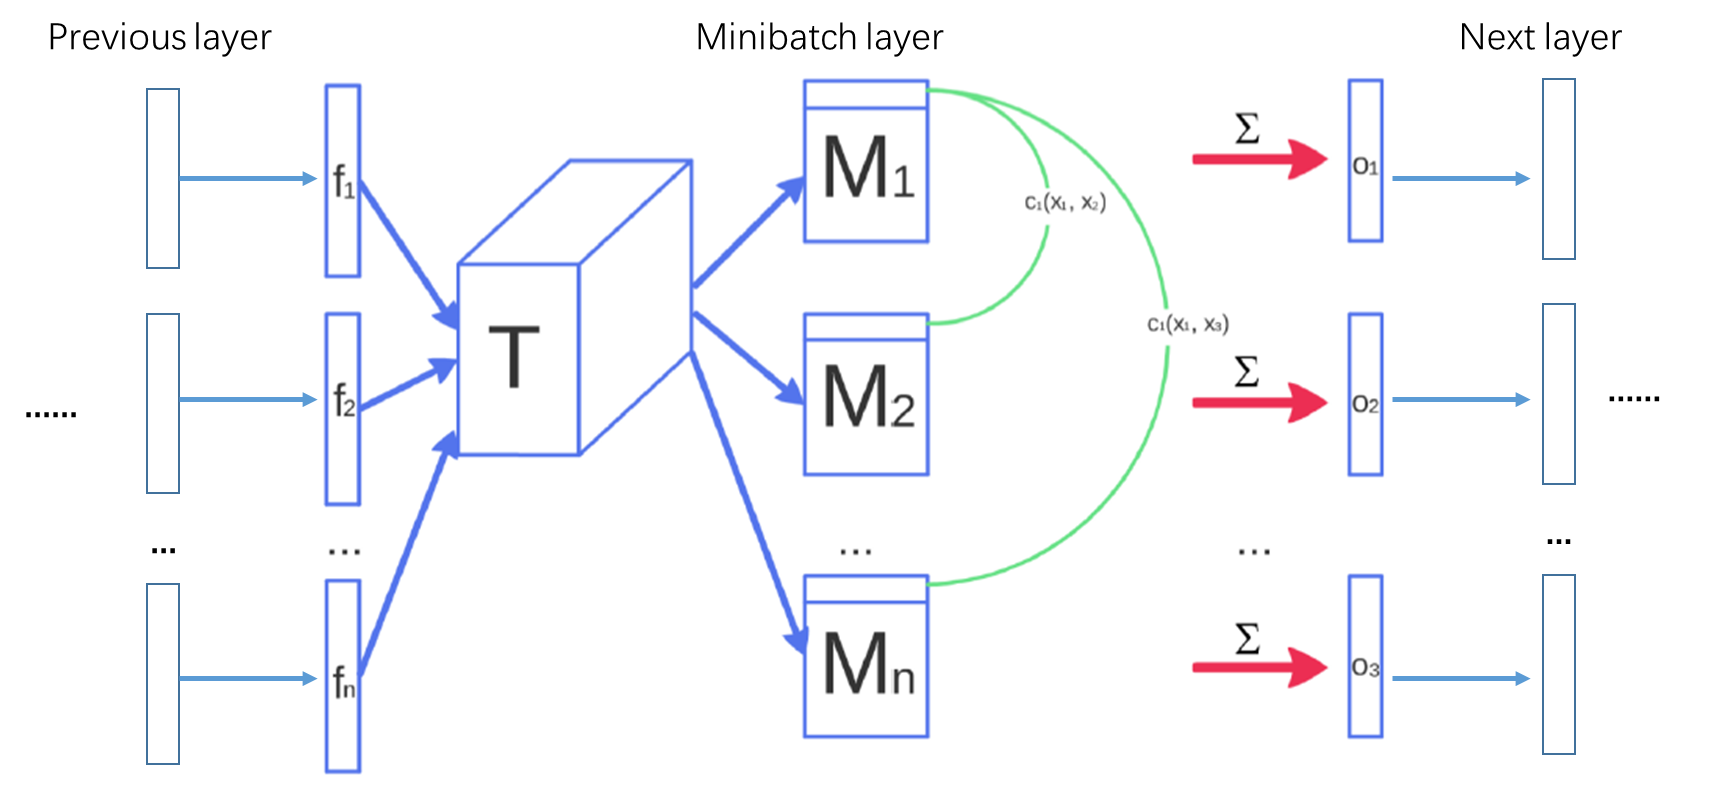 Previous layer
Minibatch layer
Next layer
f₁
T
M₁
c₁(x₁, x₂)
Σ
o₁
......
f₂
M₂
c₁(x₁, x₃)
Σ
o₂
......
...
...
...
...
...
fₙ
Mₙ
Σ
o₃